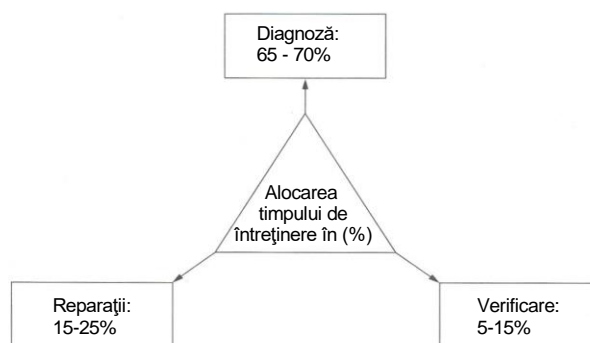 Diagnoză:
65 - 70%
Alocarea
timpului de
întreţinere în (%)
Reparaţii:
15-25%
Verificare:
5-15%